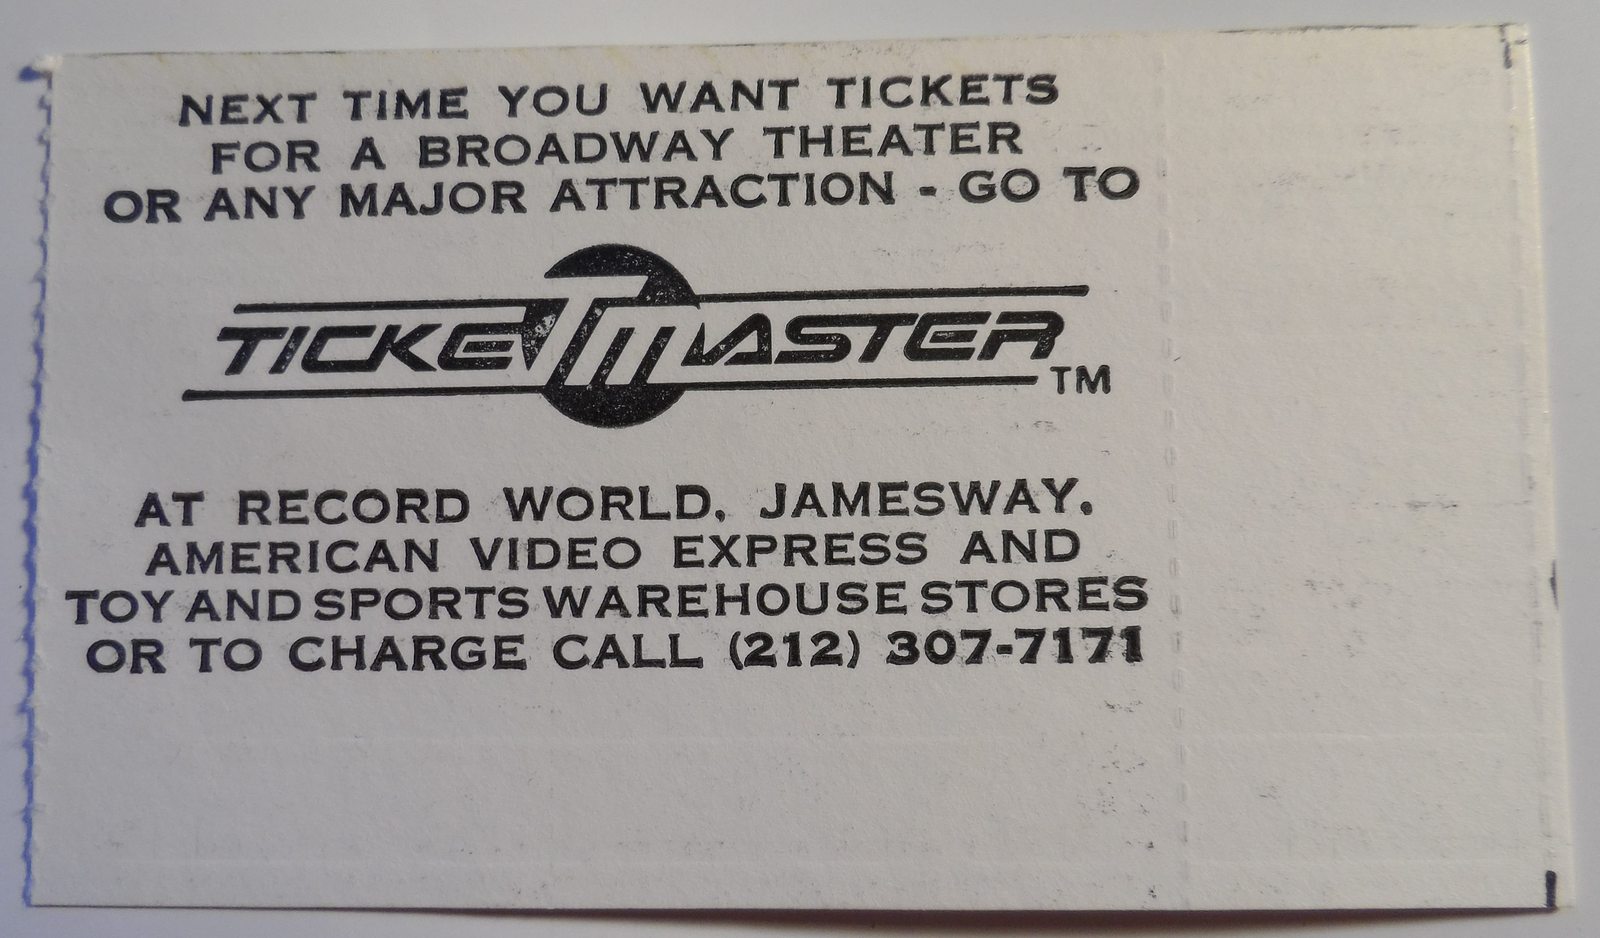 NEXT TIME YOU WANT TICKETS
FOR A BROADWAY THEATER
OR ANY MAJOR ATTRACTION - GO TO
TICKETMASTER TM
AT RECORD WORLD, JAMESWAY,
AMERICAN VIDEO EXPRESS AND
TOY AND SPORTS WAREHOUSE STORES
OR TO CHARGE CALL (212) 307-7171